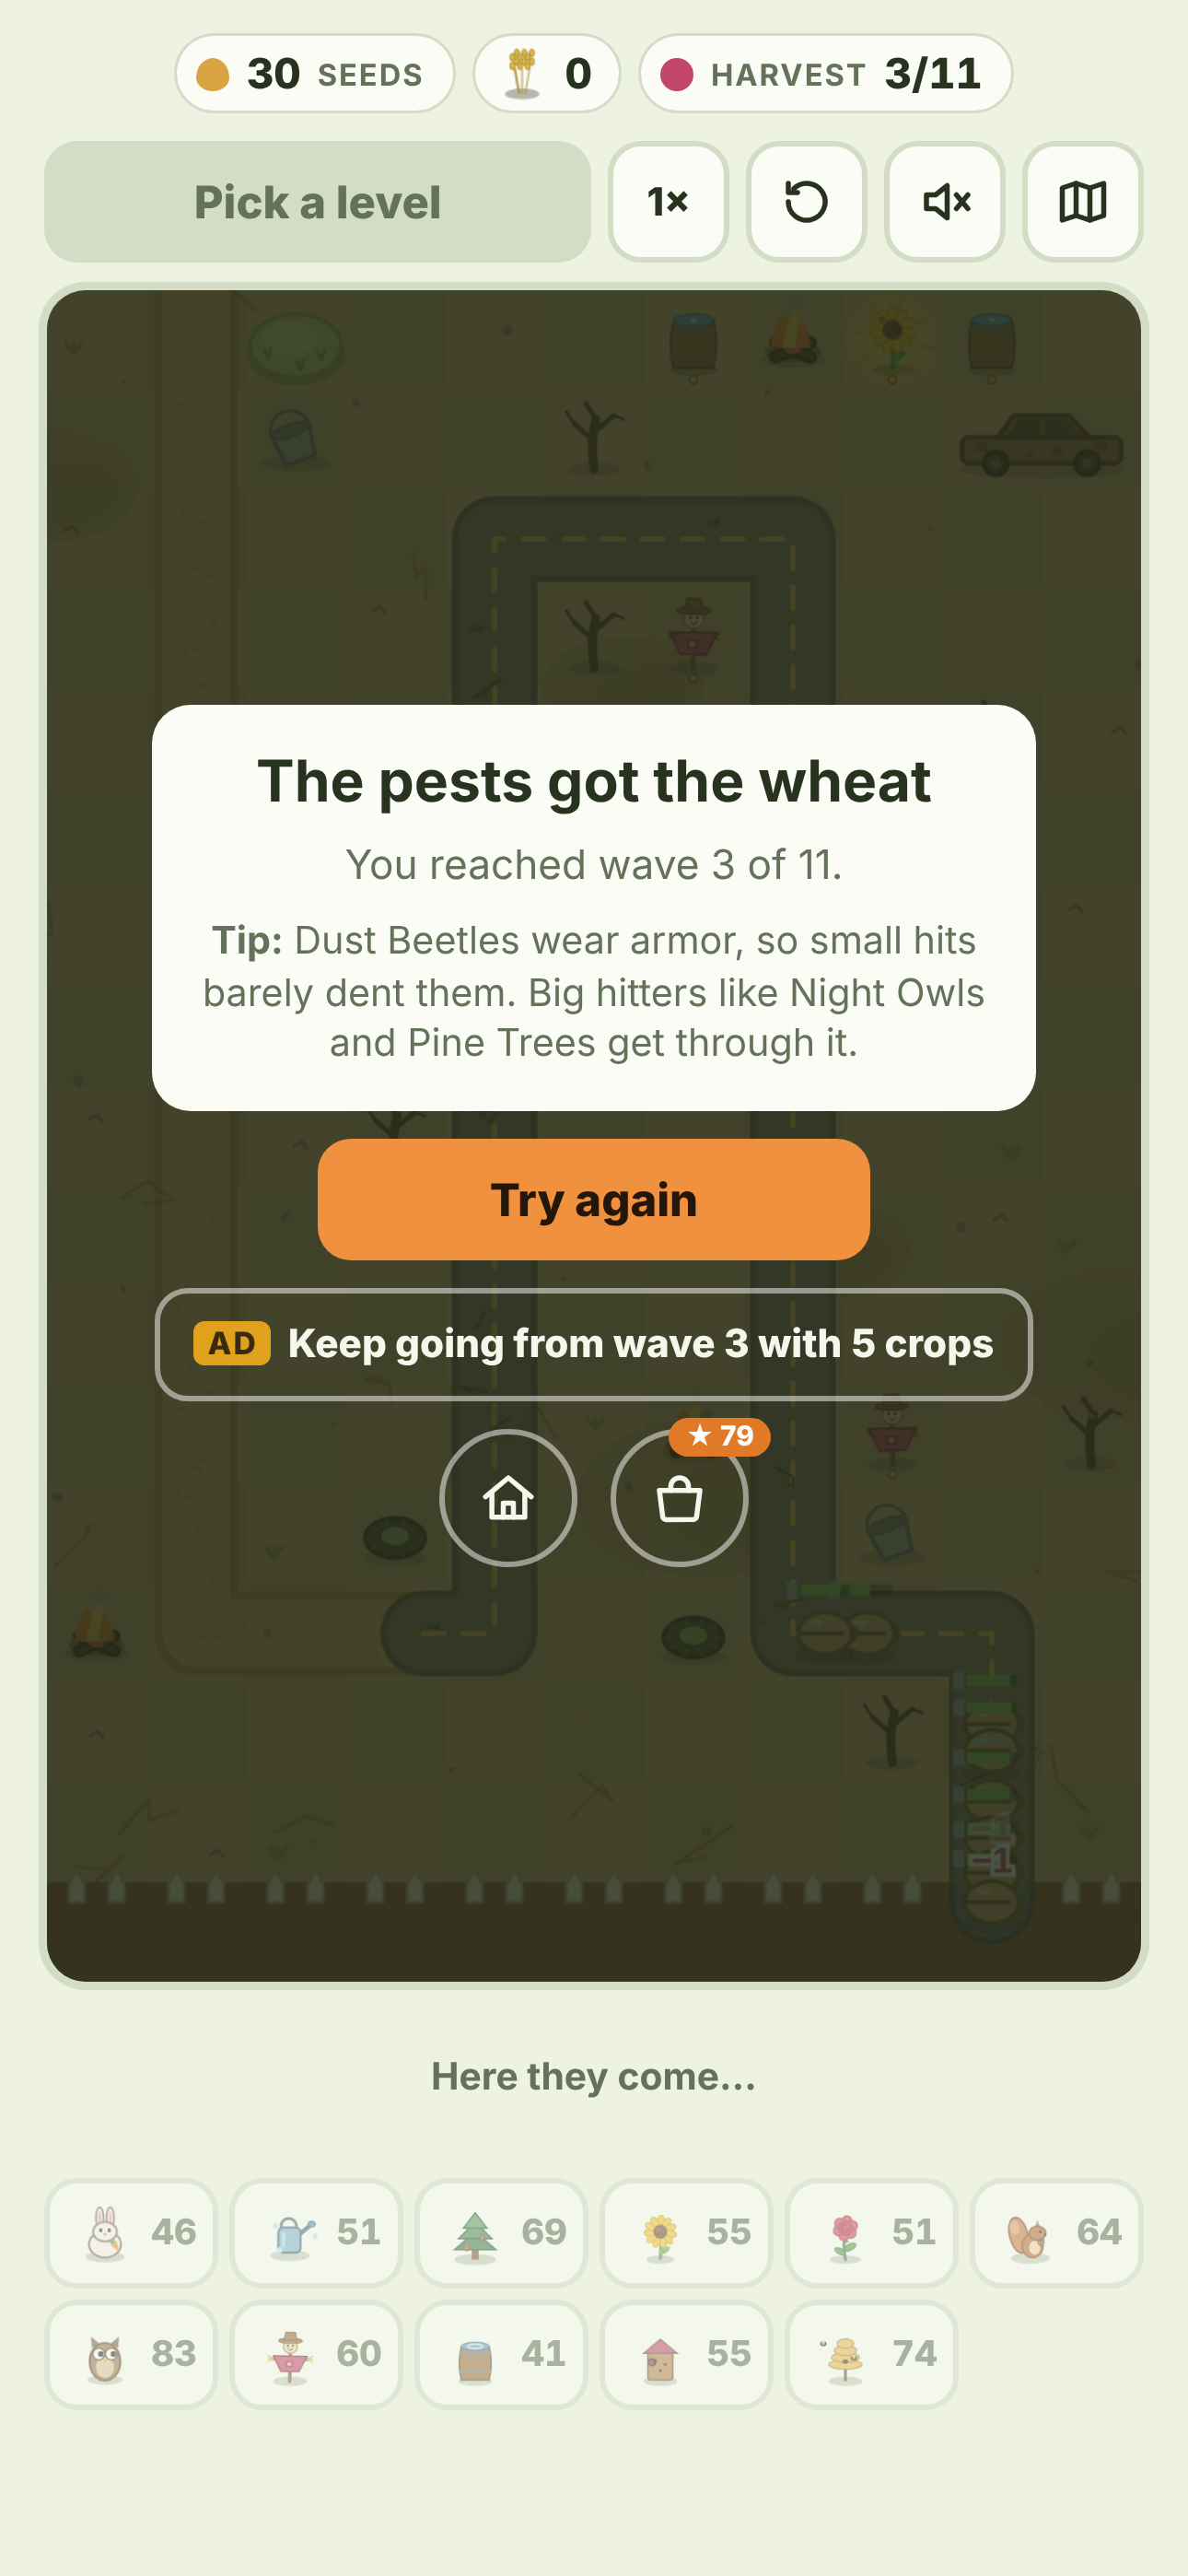 30 SEEDS 0 HARVEST 3/11
Pick a level 1×
The pests got the wheat
You reached wave 3 of 11.
Tip: Dust Beetles wear armor, so small hits
barely dent them. Big hitters like Night Owls
and Pine Trees get through it.
Try again
AD Keep going from wave 3 with 5 crops
★ 79
−1
Here they come...
46 51 69 55 51 64
83 60 41 55 74